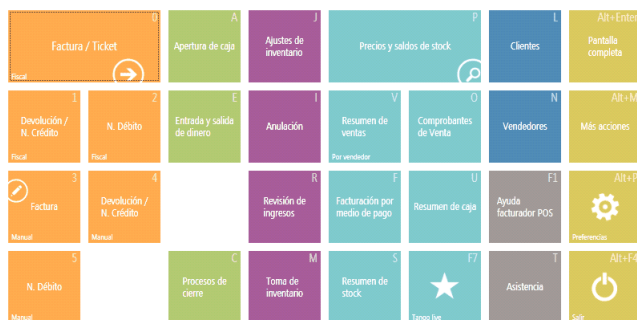 0
Factura / Ticket
Fiscal
A
Apertura de caja
J
Ajustes de
inventario
P
Precios y saldos de stock
L
Clientes
Alt+Enter
Pantalla
completa
1
Devolución /
N. Crédito
Fiscal
2
N. Débito
Fiscal
E
Entrada y salida
de dinero
I
Anulación
V
Resumen de
ventas
Por vendedor
O
Comprobantes
de Venta
N
Vendedores
Alt+M
Más acciones
3
Factura
Manual
4
Devolución /
N. Crédito
Manual
R
Revisión de
ingresos
F
Facturación por
medio de pago
U
Resumen de caja
F1
Ayuda
facturador POS
Alt+P
Preferencias
5
N. Débito
Manual
C
Procesos de
cierre
M
Toma de
inventario
S
Resumen de
stock
F7
Tango live
T
Asistencia
Alt+F4
Salir